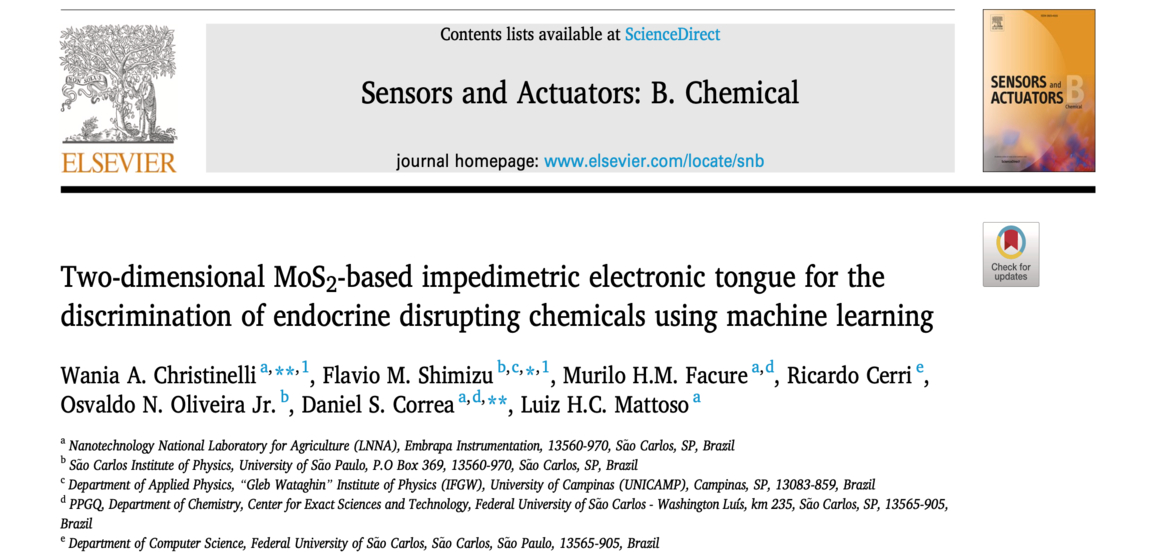 Contents lists available at ScienceDirect
Sensors and Actuators: B. Chemical
journal homepage: www.elsevier.com/locate/snb
ELSEVIER
SENSORS and
ACTUATORS B
Chemical
Check for
updates
Two-dimensional MoS2-based impedimetric electronic tongue for the
discrimination of endocrine disrupting chemicals using machine learning
Wania A. Christinelli a,**,1, Flavio M. Shimizu b,c,*,1, Murilo H.M. Facure a,d, Ricardo Cerri e,
Osvaldo N. Oliveira Jr. b, Daniel S. Correa a,d,**, Luiz H.C. Mattoso a
a Nanotechnology National Laboratory for Agriculture (LNNA), Embrapa Instrumentation, 13560-970, São Carlos, SP, Brazil
b São Carlos Institute of Physics, University of São Paulo, P.O Box 369, 13560-970, São Carlos, SP, Brazil
c Department of Applied Physics, “Gleb Wataghin” Institute of Physics (IFGW), University of Campinas (UNICAMP), Campinas, SP, 13083-859, Brazil
d PPGQ, Department of Chemistry, Center for Exact Sciences and Technology, Federal University of São Carlos - Washington Luís, km 235, São Carlos, SP, 13565-905,
Brazil
e Department of Computer Science, Federal University of São Carlos, São Carlos, São Paulo, 13565-905, Brazil